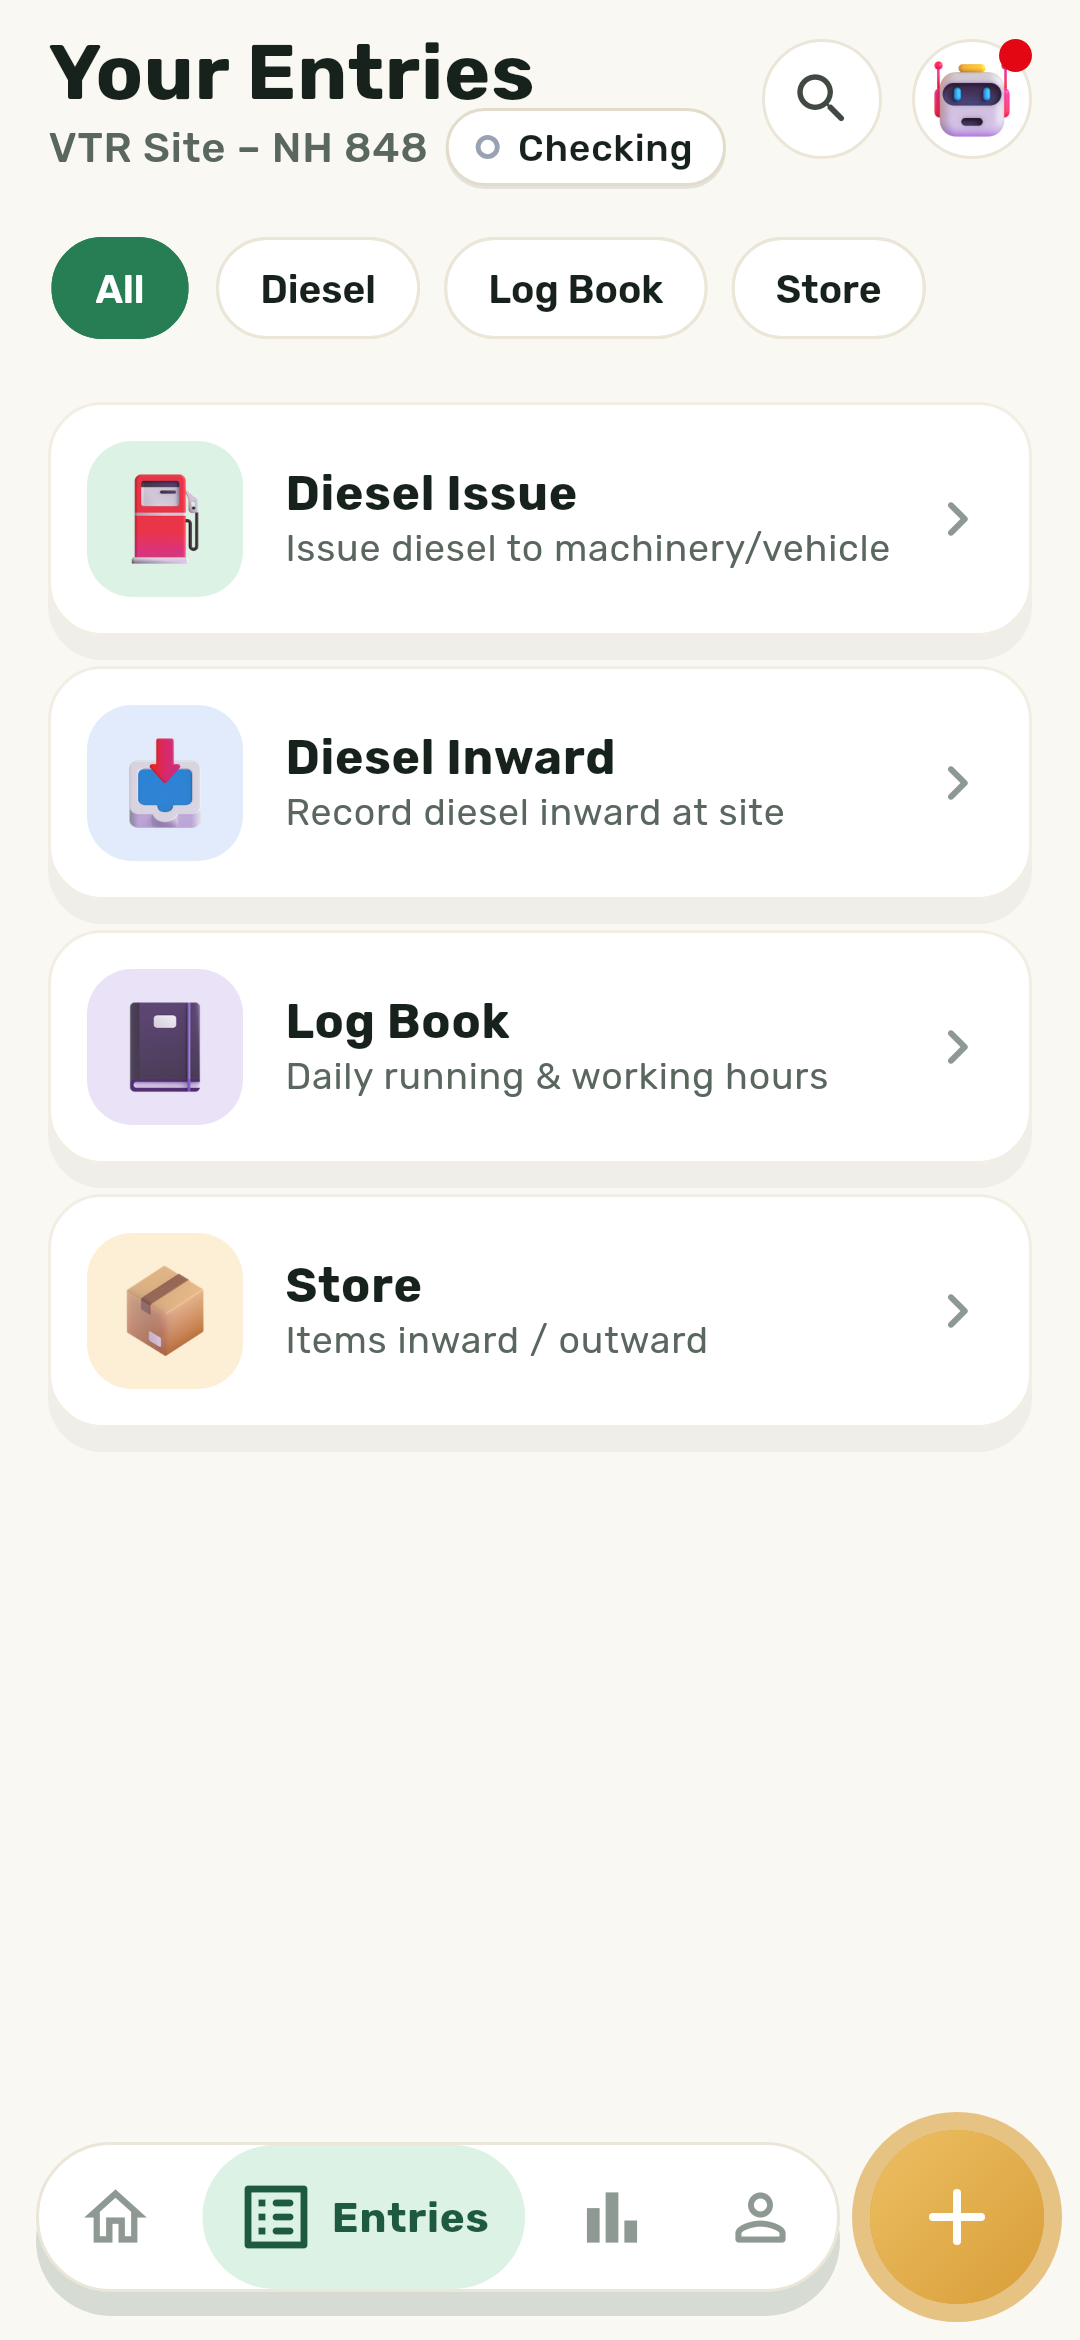 Your Entries
VTR Site – NH 848
Checking
All
Diesel
Log Book
Store
Diesel Issue
Issue diesel to machinery/vehicle
Diesel Inward
Record diesel inward at site
Log Book
Daily running & working hours
Store
Items inward / outward
Entries